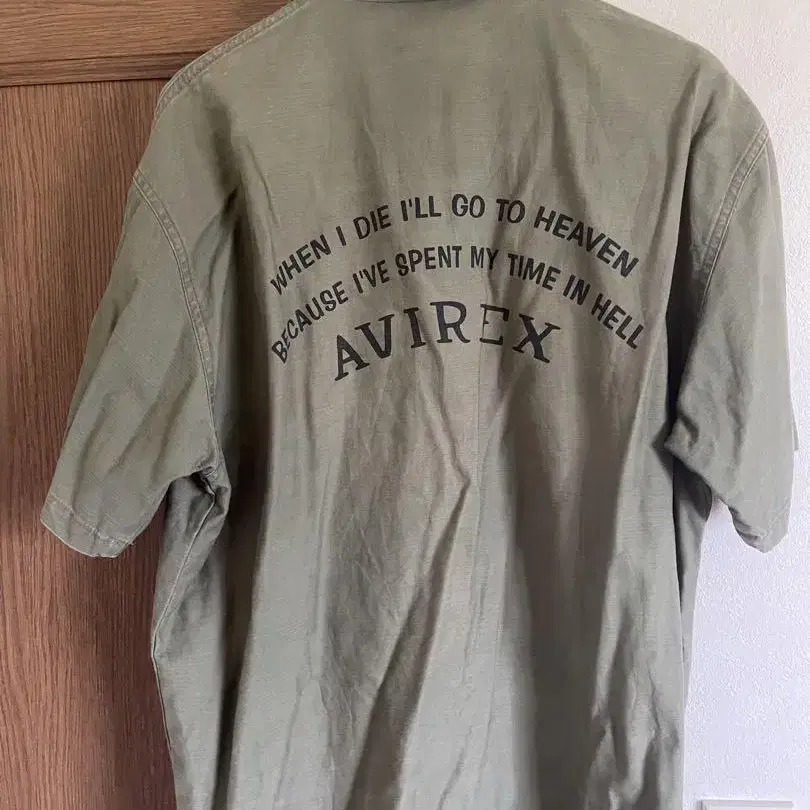 WHEN I DIE I'LL GO TO HEAVEN
BECAUSE I'VE SPENT MY TIME IN HELL
AVIREX